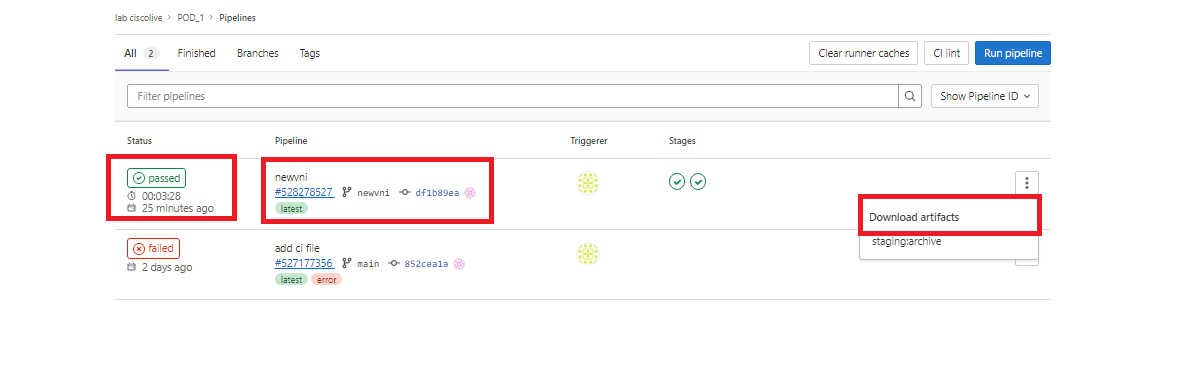 lab ciscolive > POD_1 > Pipelines
All 2 Finished Branches Tags Clear runner caches CI lint Run pipeline
Filter pipelines Show Pipeline ID
Status Pipeline Triggerer Stages
passed newvni
00:03:28 #528278527 newvni df1b89ea
25 minutes ago latest
Download artifacts
staging:archive
failed add ci file
2 days ago #527177356 main 852cea1a
latest error